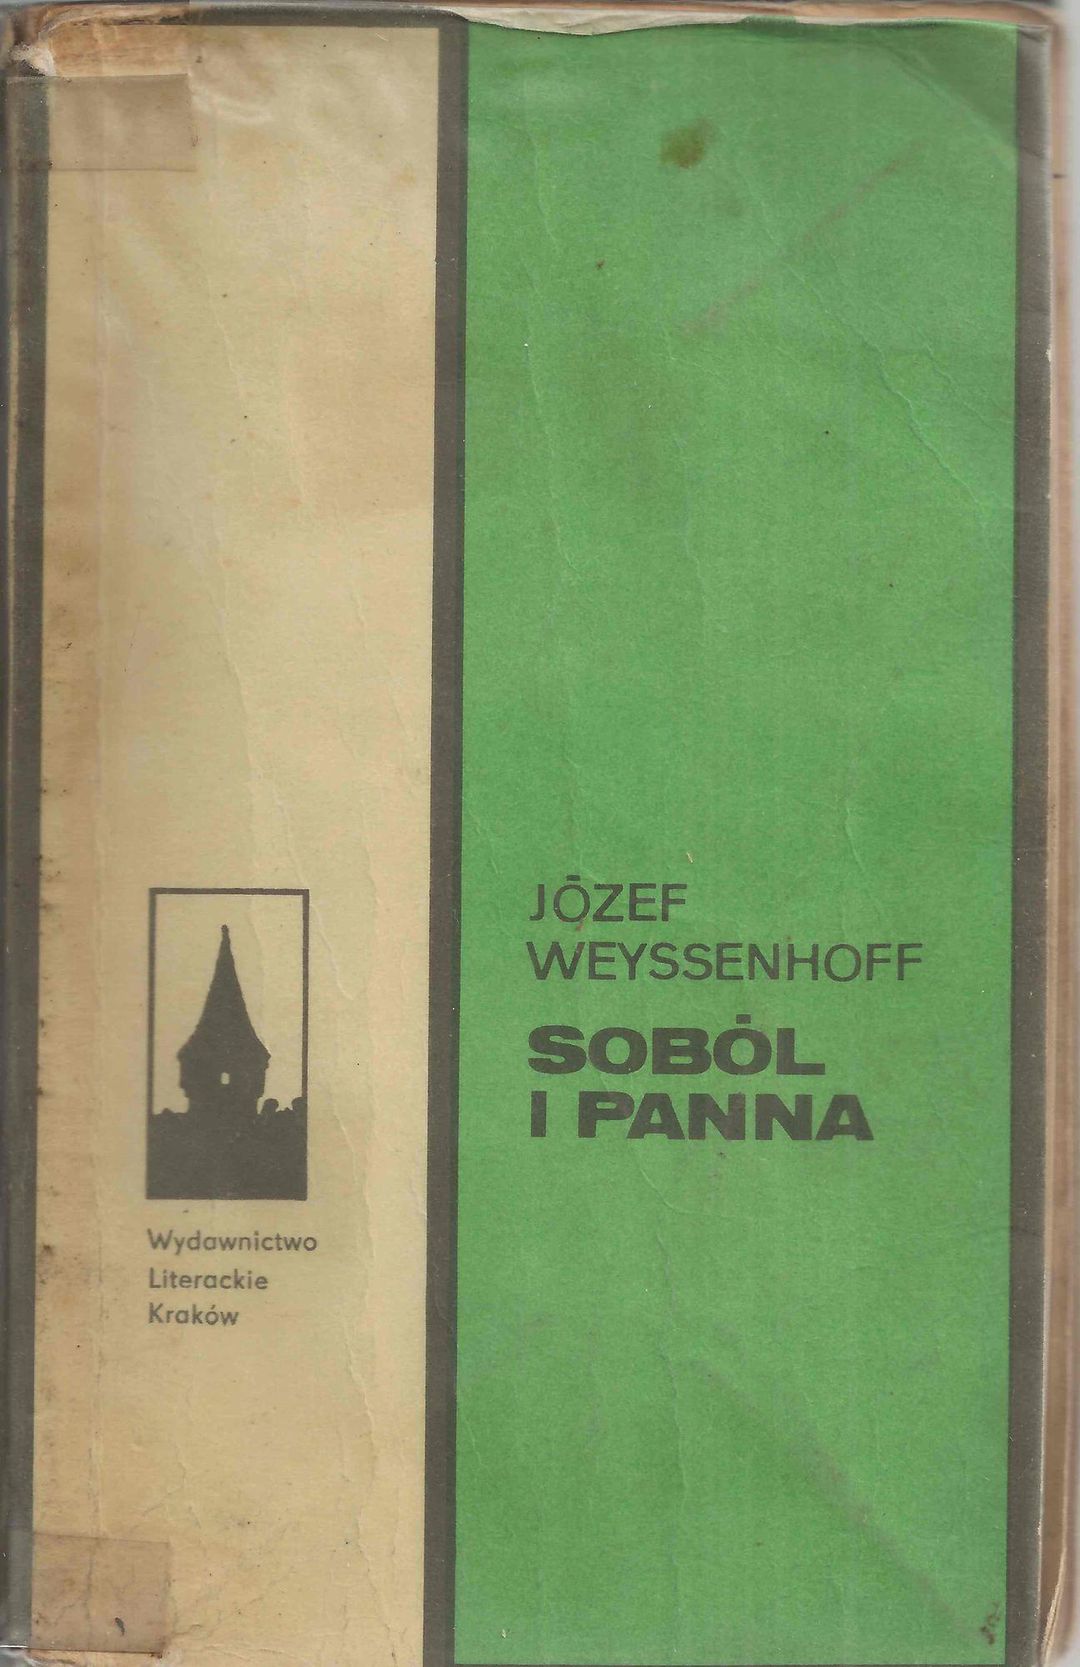 JÓZEF
WEYSSENHOFF
SOBÓL
I PANNA
Wydawnictwo
Literackie
Kraków